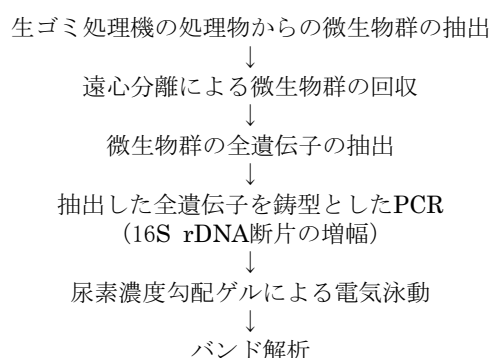 生ゴミ処理機の処理物からの微生物群の抽出
↓
遠心分離による微生物群の回収
↓
微生物群の全遺伝子の抽出
↓
抽出した全遺伝子を鋳型としたPCR
（16S rDNA断片の増幅）
↓
尿素濃度勾配ゲルによる電気泳動
↓
バンド解析